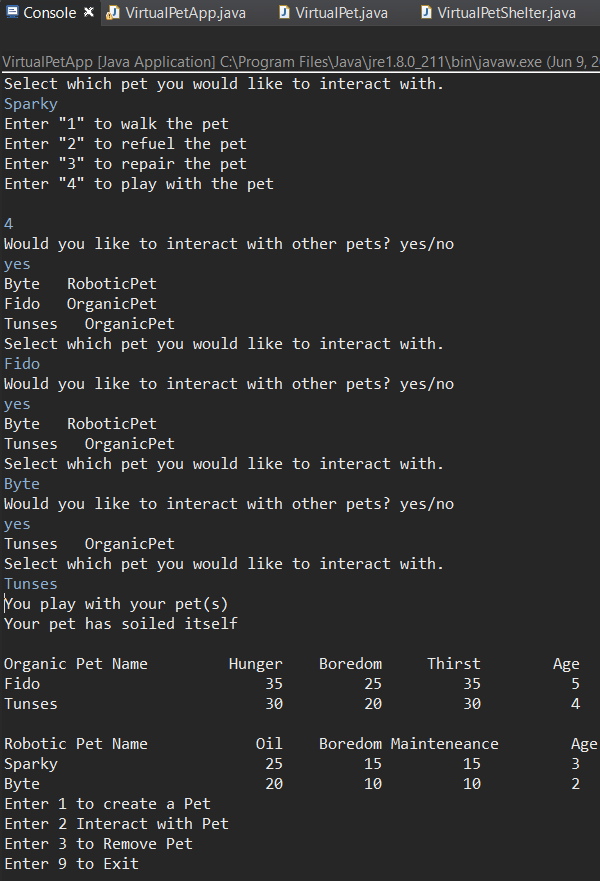 Console VirtualPetApp.java VirtualPet.java VirtualPetShelter.java
VirtualPetApp [Java Application] C:\Program Files\Java\jre1.8.0_211\bin\javaw.exe (Jun 9, 20
Select which pet you would like to interact with.
Sparky
Enter "1" to walk the pet
Enter "2" to refuel the pet
Enter "3" to repair the pet
Enter "4" to play with the pet
4
Would you like to interact with other pets? yes/no
yes
Byte   RoboticPet
Fido   OrganicPet
Tunses   OrganicPet
Select which pet you would like to interact with.
Fido
Would you like to interact with other pets? yes/no
yes
Byte   RoboticPet
Tunses   OrganicPet
Select which pet you would like to interact with.
Byte
Would you like to interact with other pets? yes/no
yes
Tunses   OrganicPet
Select which pet you would like to interact with.
Tunses
You play with your pet(s)
Your pet has soiled itself
Organic Pet Name         Hunger    Boredom     Thirst        Age
Fido                         35         25         35          5
Tunses                       30         20         30          4
Robotic Pet Name            Oil    Boredom Mainteneance        Age
Sparky                       25         15         15          3
Byte                         20         10         10          2
Enter 1 to create a Pet
Enter 2 Interact with Pet
Enter 3 to Remove Pet
Enter 9 to Exit